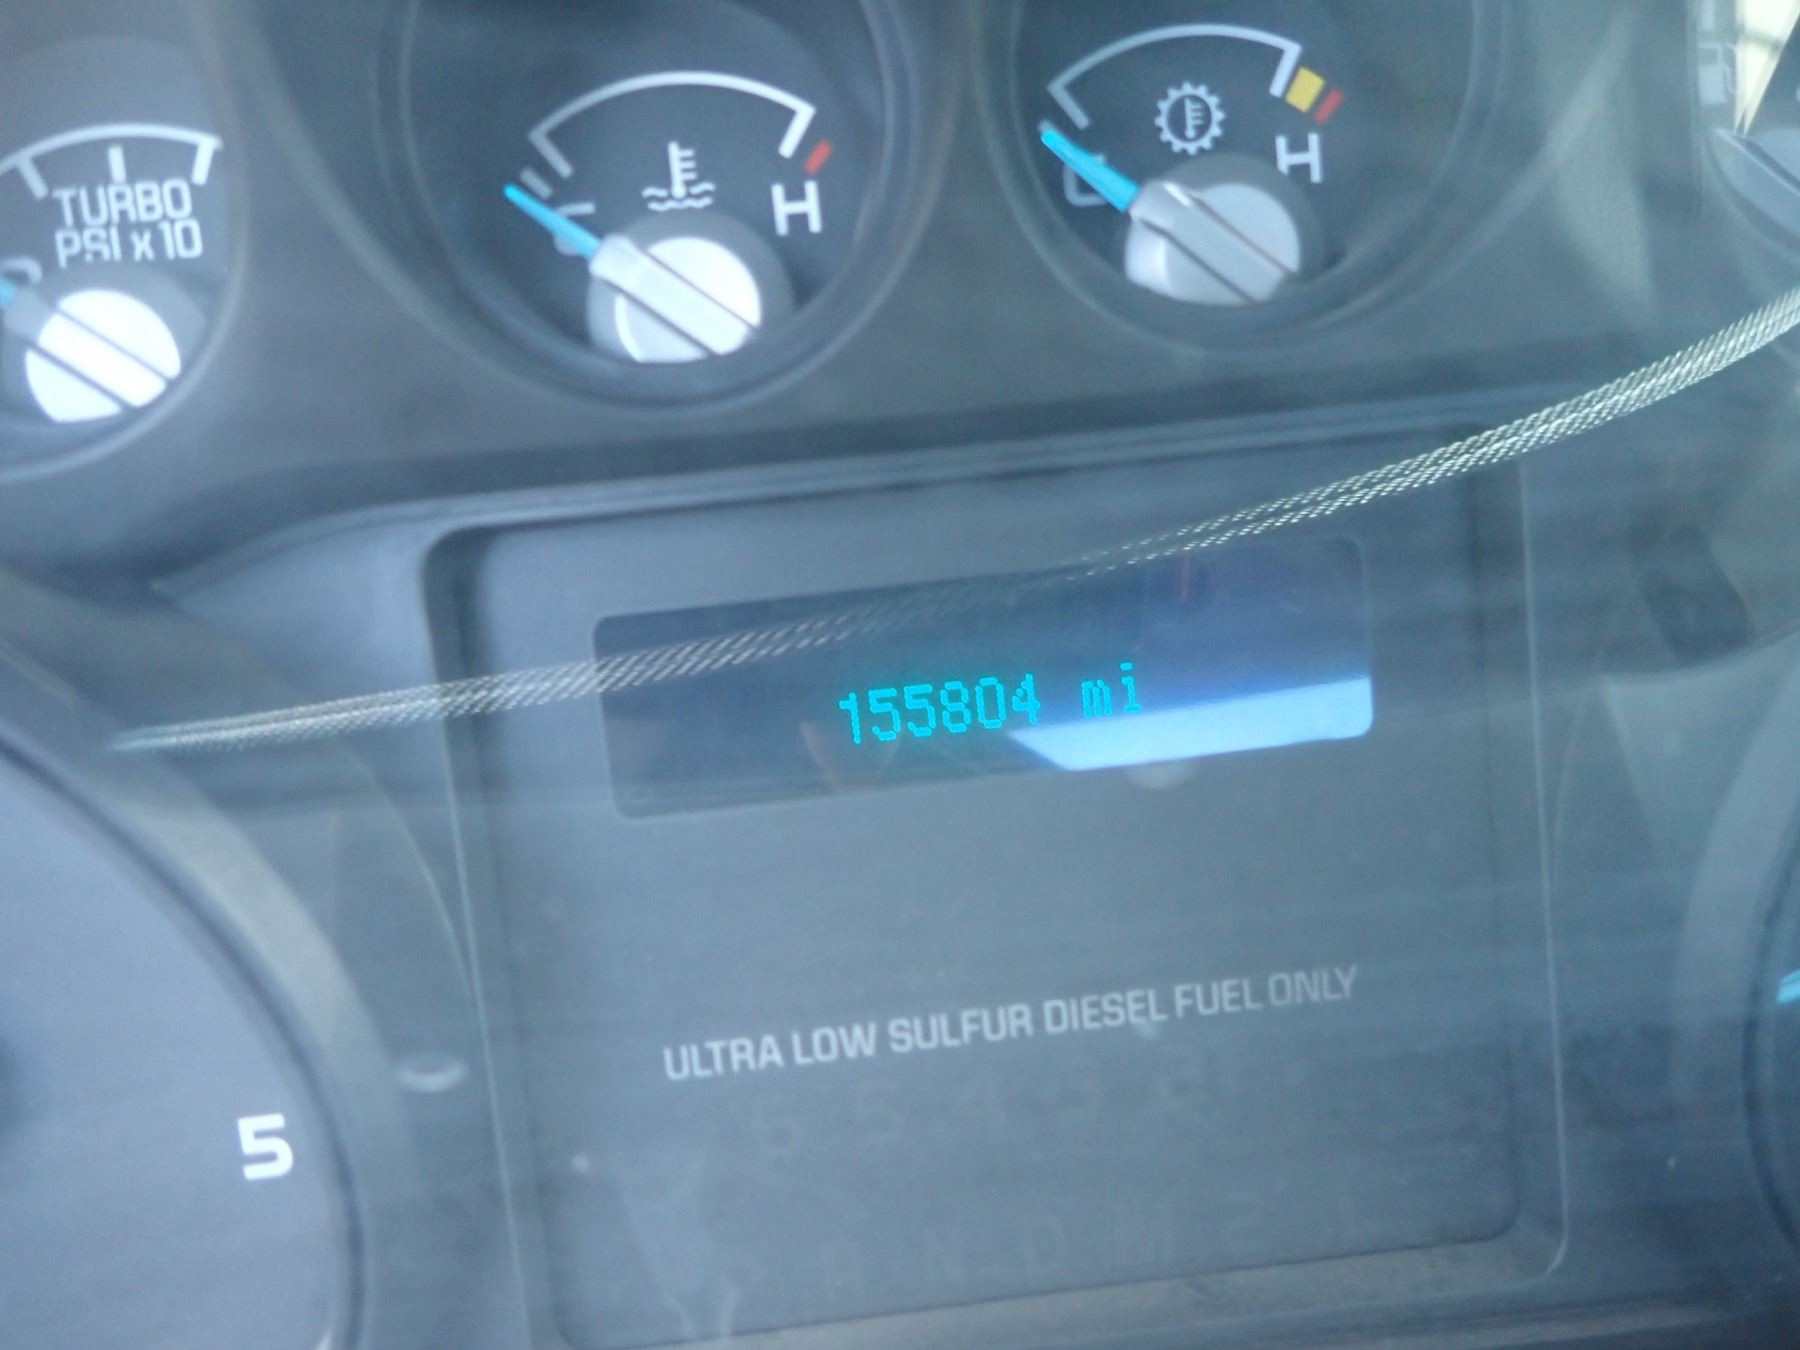 TURBO
PSI x 10
H
H
155804 mi
ULTRA LOW SULFUR DIESEL FUEL ONLY
5